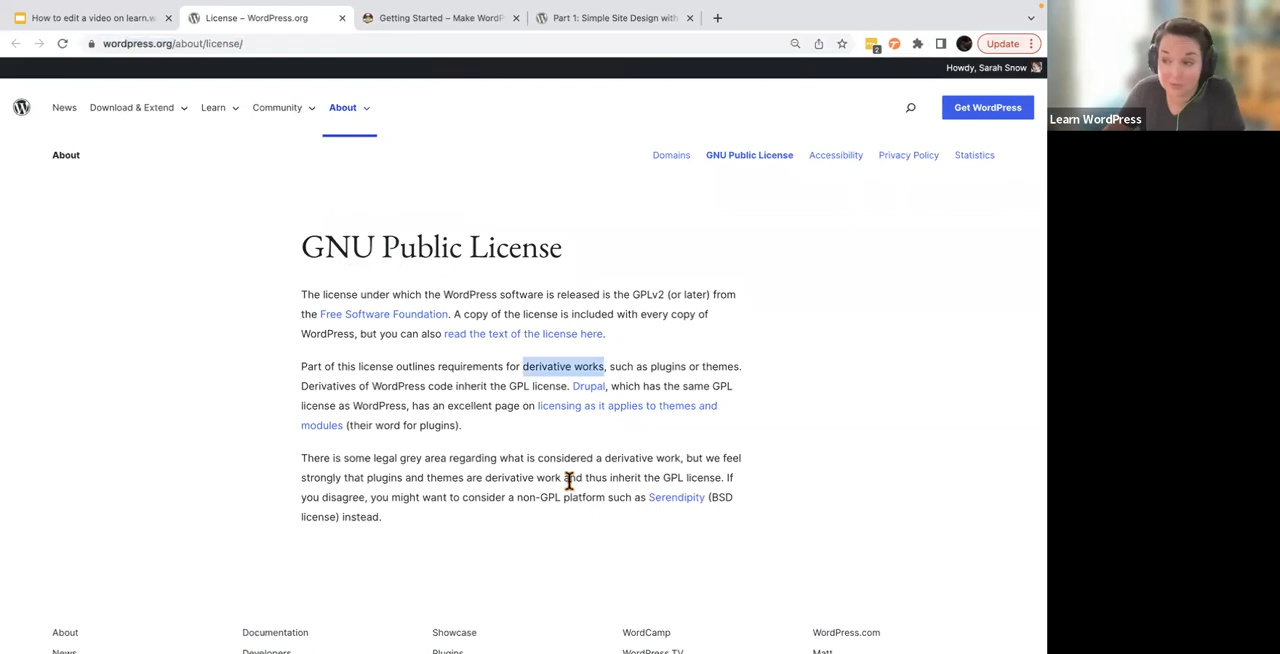 How to edit a video on learn.w
License – WordPress.org
Getting Started – Make WordP
Part 1: Simple Site Design with
wordpress.org/about/license/
2
Update
Howdy, Sarah Snow
News
Download & Extend
Learn
Community
About
Get WordPress
Learn WordPress
About
Domains
GNU Public License
Accessibility
Privacy Policy
Statistics
GNU Public License
The license under which the WordPress software is released is the GPLv2 (or later) from
the Free Software Foundation. A copy of the license is included with every copy of
WordPress, but you can also read the text of the license here.
Part of this license outlines requirements for derivative works, such as plugins or themes.
Derivatives of WordPress code inherit the GPL license. Drupal, which has the same GPL
license as WordPress, has an excellent page on licensing as it applies to themes and
modules (their word for plugins).
There is some legal grey area regarding what is considered a derivative work, but we feel
strongly that plugins and themes are derivative work and thus inherit the GPL license. If
you disagree, you might want to consider a non-GPL platform such as Serendipity (BSD
license) instead.
About
Documentation
Showcase
WordCamp
WordPress.com
News
Developers
Plugins
WordPress TV
Matt